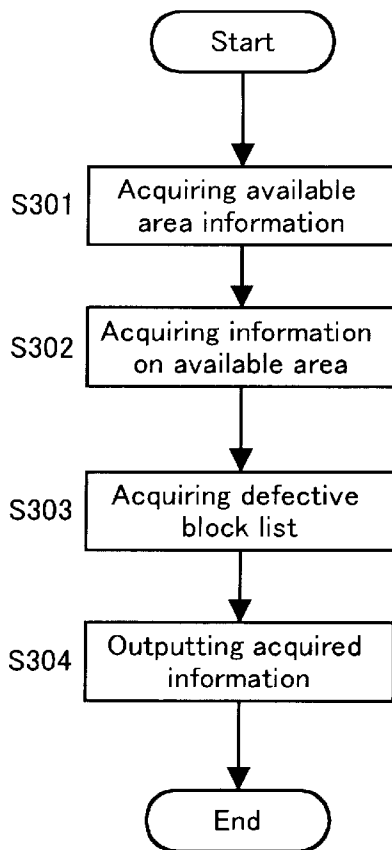 Start
S301
Acquiring available
area information
S302
Acquiring information
on available area
S303
Acquiring defective
block list
S304
Outputting acquired
information
End